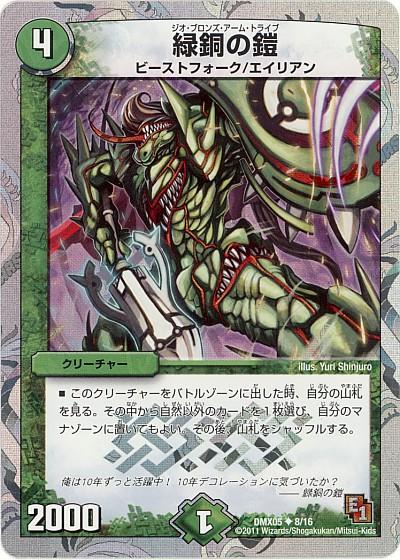 4
ジオ・ブロンズ・アーム・トライブ
緑銅の鎧
ビーストフォーク/エイリアン
illus. Yuri Shinjuro
クリーチャー
■ このクリーチャーをバトルゾーンに出した時、自分の山札
を見る。その中から自然以外のカードを1枚選び、自分の
マナゾーンに置いてもよい。その後、山札をシャッフルする。
俺は10年ずっと活躍中! 10年デコレーションに気づいたか?
―― 緑銅の鎧
2000
1
DMX05 ◆ 8/16
©2011 Wizards/Shogakukan/Mitsui-Kids
E1